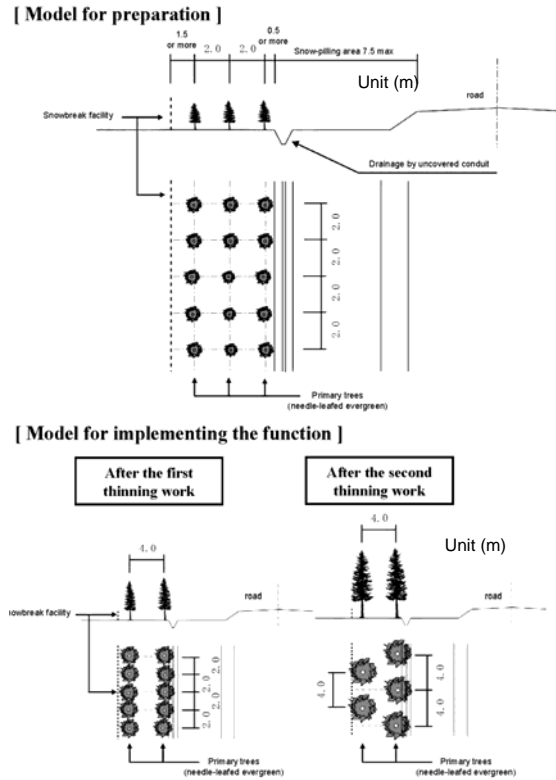 [ Model for preparation ]
1.5
or more
2.0
2.0
0.5
or more
Snow-pilling area 7.5 max
Unit (m)
road
Snowbreak facility
Drainage by uncovered conduit
2.0
2.0
2.0
2.0
Primary trees
(needle-leafed evergreen)
[ Model for implementing the function ]
After the first
thinning work
After the second
thinning work
4.0
4.0
Unit (m)
road
road
nowbreak facility
2.0
2.0
2.0
2.0
4.0
4.0
4.0
Primary trees
(needle-leafed evergreen)
Primary trees
(needle-leafed evergreen)